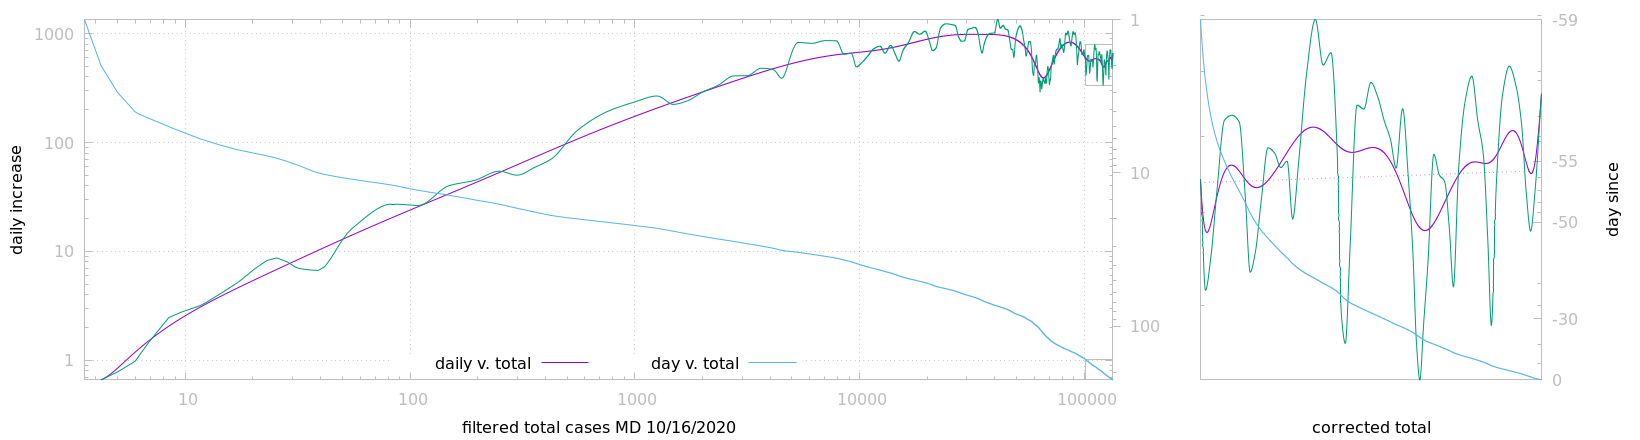 1000
100
10
1
daily increase
10
100
1000
10000
100000
filtered total cases MD 10/16/2020
daily v. total
day v. total
1
10
100
-59
-55
-50
-30
0
day since
corrected total